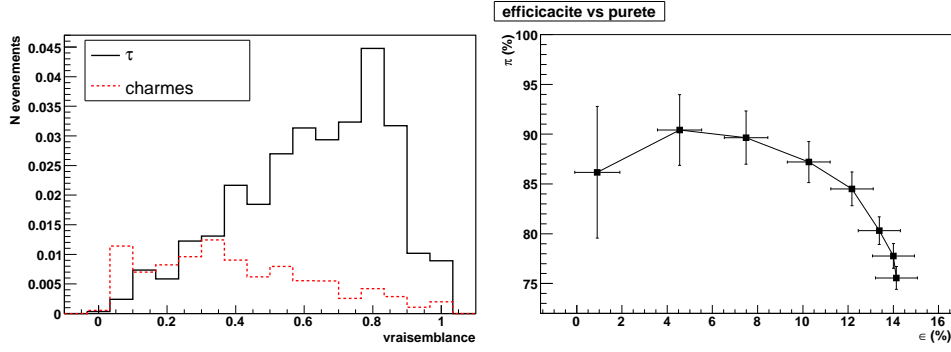 efficicacite vs purete
N evenements
0.045
0.04
0.035
0.03
0.025
0.02
0.015
0.01
0.005
0
τ
charmes
0 0.2 0.4 0.6 0.8 1
vraisemblance
π (%)
100
95
90
85
80
75
0 2 4 6 8 10 12 14 16
∈ (%)